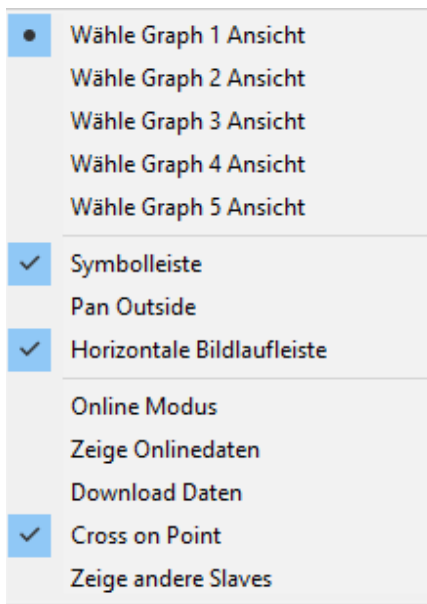 Wähle Graph 1 Ansicht
Wähle Graph 2 Ansicht
Wähle Graph 3 Ansicht
Wähle Graph 4 Ansicht
Wähle Graph 5 Ansicht
Symbolleiste
Pan Outside
Horizontale Bildlaufleiste
Online Modus
Zeige Onlinedaten
Download Daten
Cross on Point
Zeige andere Slaves